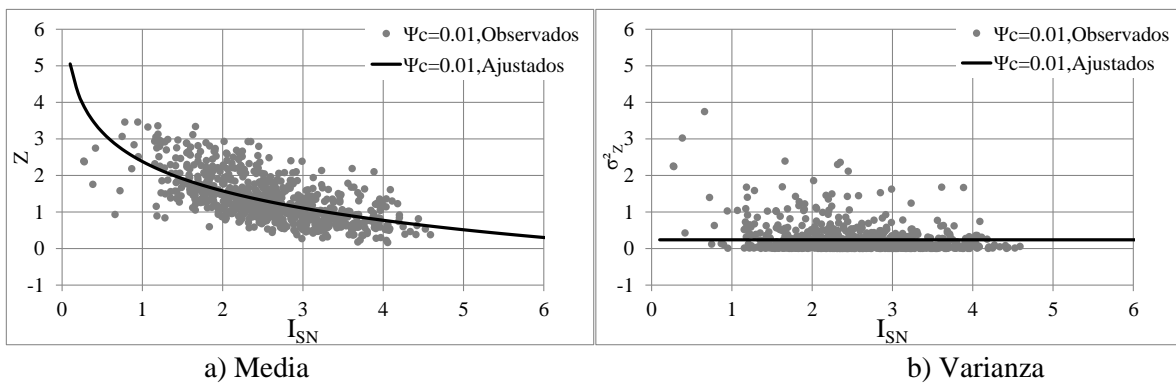 6
5
4
3
2
1
0
-1
Z
0 1 2 3 4 5 6
I_SN
Ψc=0.01,Observados
Ψc=0.01,Ajustados
a) Media
6
5
4
3
2
1
0
-1
σ²_Z
0 1 2 3 4 5 6
I_SN
Ψc=0.01,Observados
Ψc=0.01,Ajustados
b) Varianza